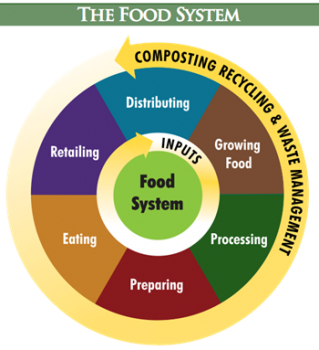 THE FOOD SYSTEM
COMPOSTING RECYCLING & WASTE MANAGEMENT
Distributing
Retailing
INPUTS
Growing
Food
Food
System
Eating
Processing
Preparing